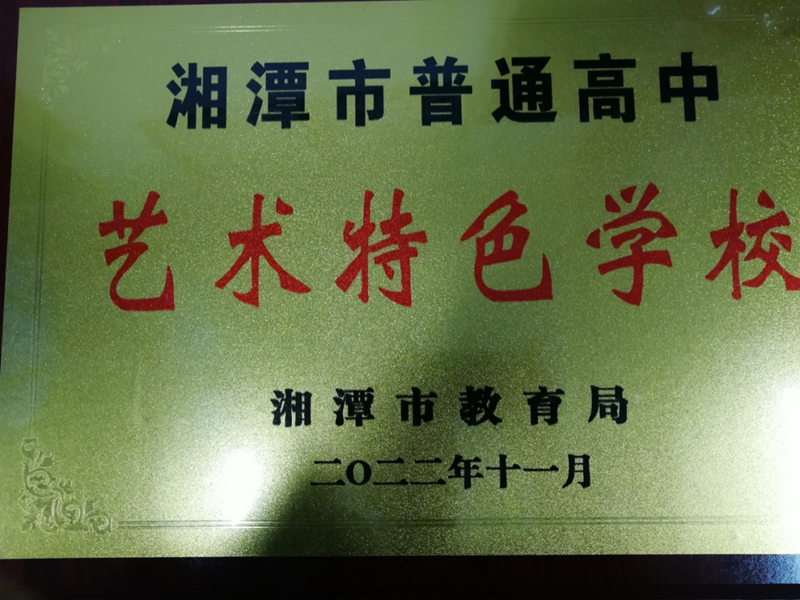 湘潭市普通高中
艺术特色学校
湘潭市教育局
二〇二二年十一月